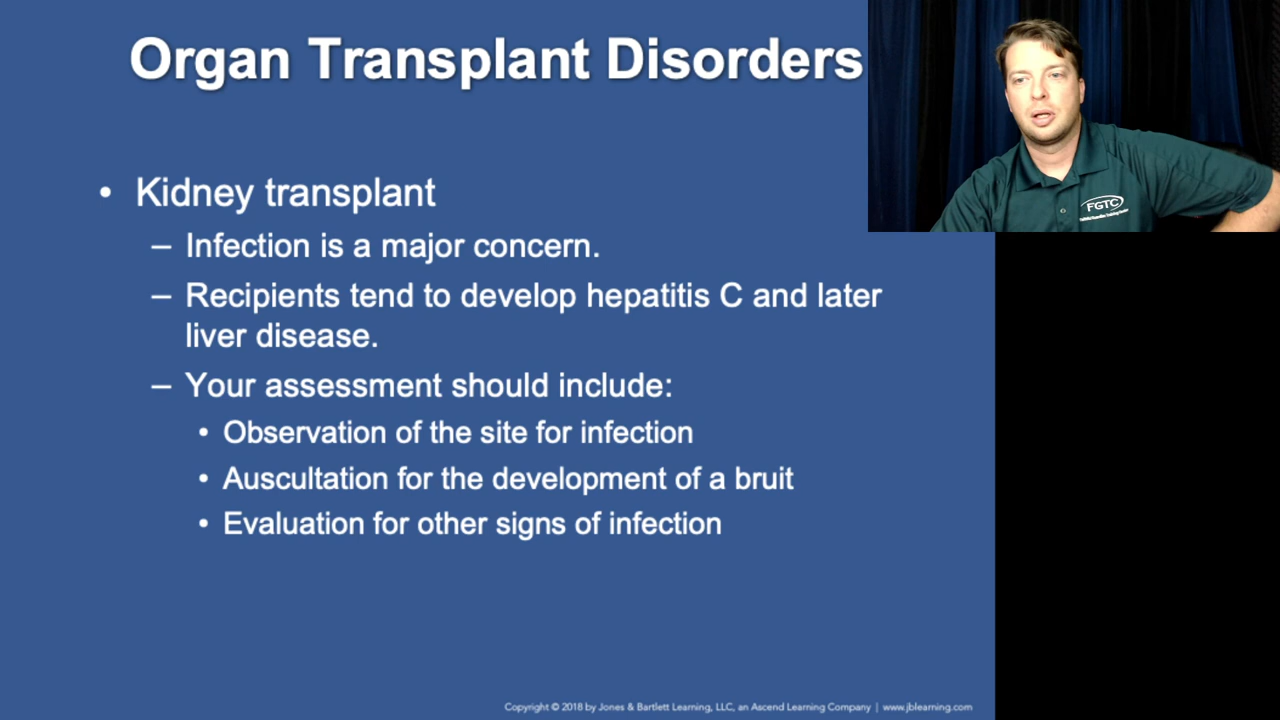 Organ Transplant Disorders
• Kidney transplant
– Infection is a major concern.
– Recipients tend to develop hepatitis C and later
liver disease.
– Your assessment should include:
• Observation of the site for infection
• Auscultation for the development of a bruit
• Evaluation for other signs of infection
FGTC
Copyright © 2018 by Jones & Bartlett Learning, LLC, an Ascend Learning Company | www.jblearning.com